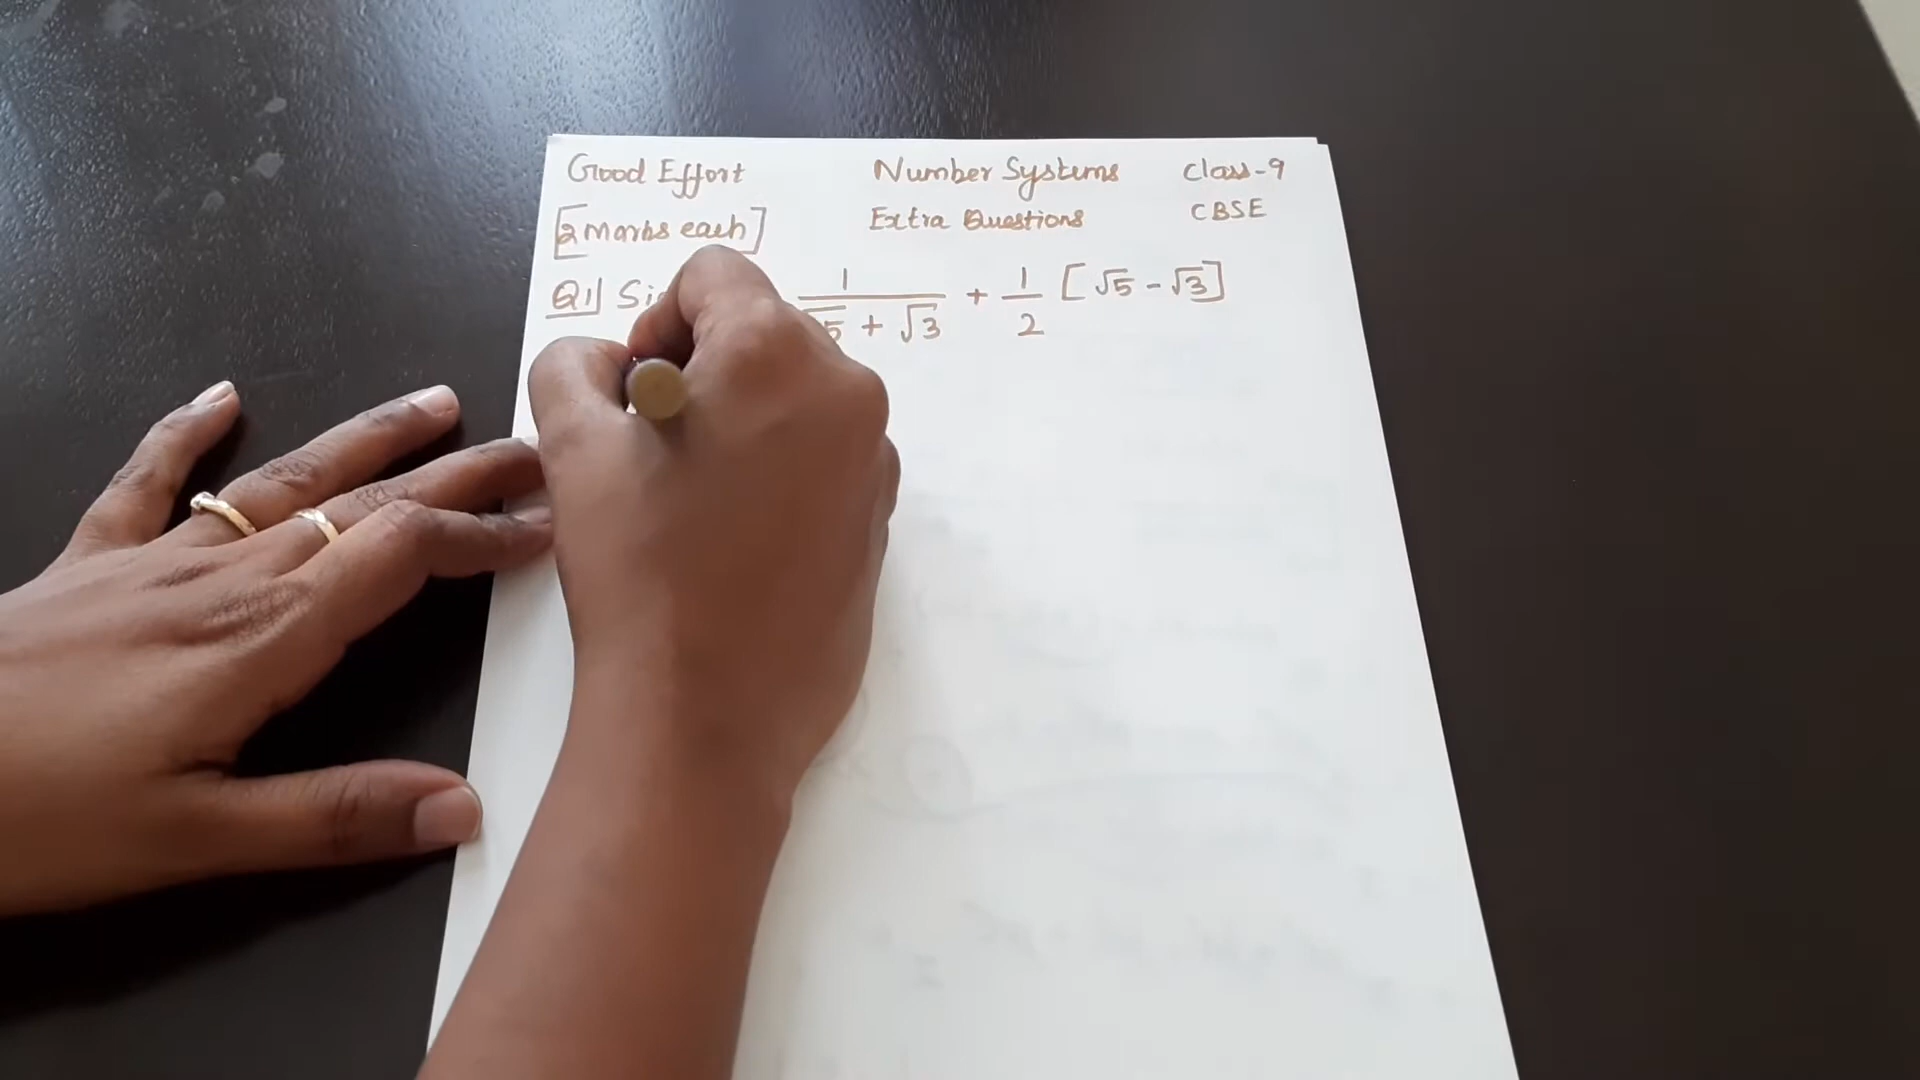 Good Effort Number Systems Class-9
[2 Marks each] Extra Questions CBSE
Q1] 1/(√5 + √3) + 1/2 [√5 - √3]